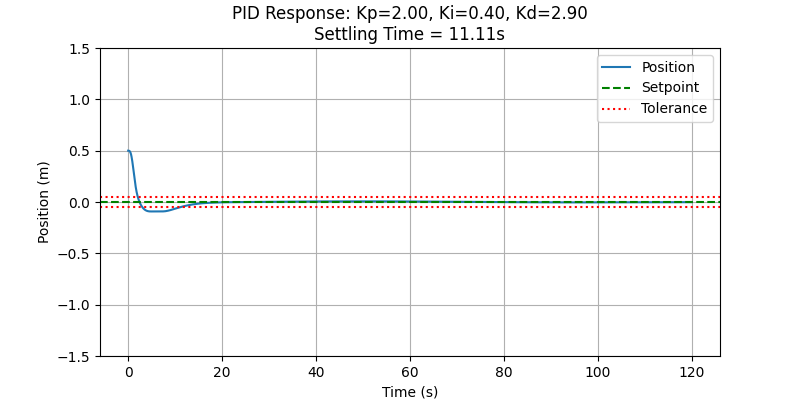 PID Response: Kp=2.00, Ki=0.40, Kd=2.90
Settling Time = 11.11s
Position
Setpoint
Tolerance
Position (m)
1.5
1.0
0.5
0.0
−0.5
−1.0
−1.5
0 20 40 60 80 100 120
Time (s)